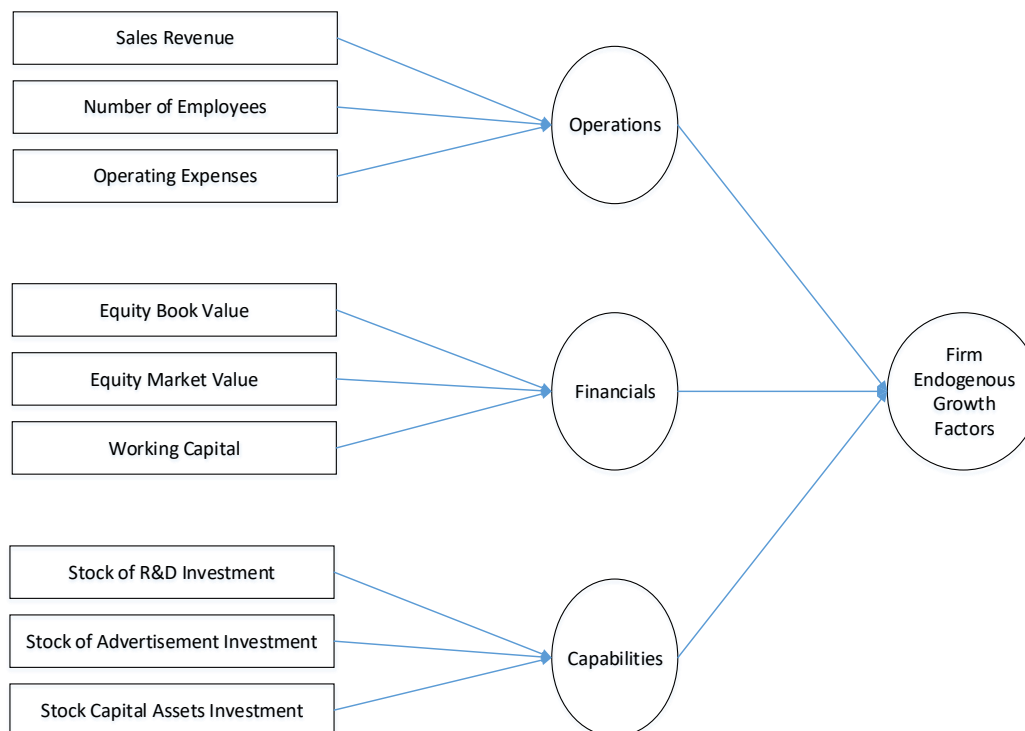 Sales Revenue
Number of Employees
Operating Expenses
Operations
Equity Book Value
Equity Market Value
Working Capital
Financials
Firm
Endogenous
Growth
Factors
Stock of R&D Investment
Stock of Advertisement Investment
Stock Capital Assets Investment
Capabilities